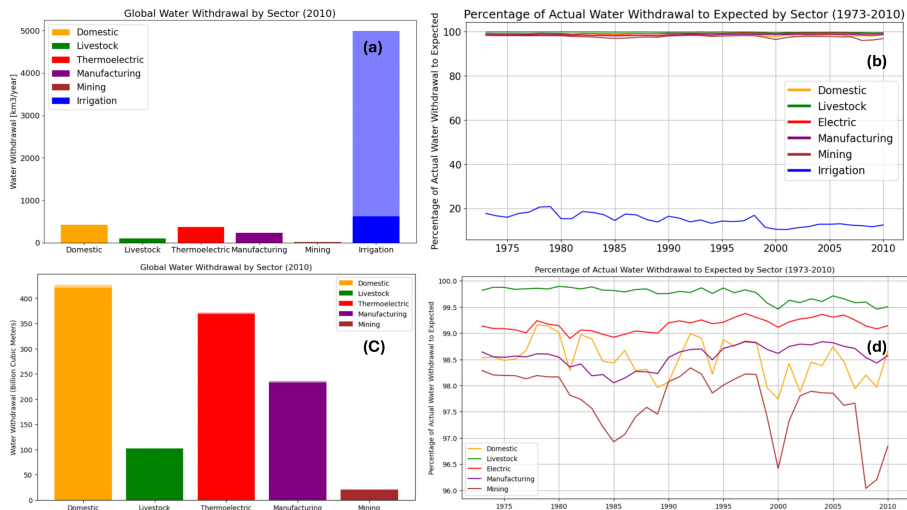 Global Water Withdrawal by Sector (2010)
Water Withdrawal [km3/year]
5000
4000
3000
2000
1000
0
Domestic
Livestock
Thermoelectric
Manufacturing
Mining
Irrigation
(a)
Domestic
Livestock
Thermoelectric
Manufacturing
Mining
Irrigation
Percentage of Actual Water Withdrawal to Expected by Sector (1973-2010)
Percentage of Actual Water Withdrawal to Expected
100
80
60
40
20
(b)
Domestic
Livestock
Electric
Manufacturing
Mining
Irrigation
1975
1980
1985
1990
1995
2000
2005
2010
Global Water Withdrawal by Sector (2010)
Water Withdrawal (Billion Cubic Meters)
400
350
300
250
200
150
100
50
0
Domestic
Livestock
Thermoelectric
Manufacturing
Mining
(C)
Domestic
Livestock
Thermoelectric
Manufacturing
Mining
Percentage of Actual Water Withdrawal to Expected by Sector (1973-2010)
Percentage of Actual Water Withdrawal to Expected
100.0
99.5
99.0
98.5
98.0
97.5
97.0
96.5
96.0
(d)
Domestic
Livestock
Electric
Manufacturing
Mining
1975
1980
1985
1990
1995
2000
2005
2010